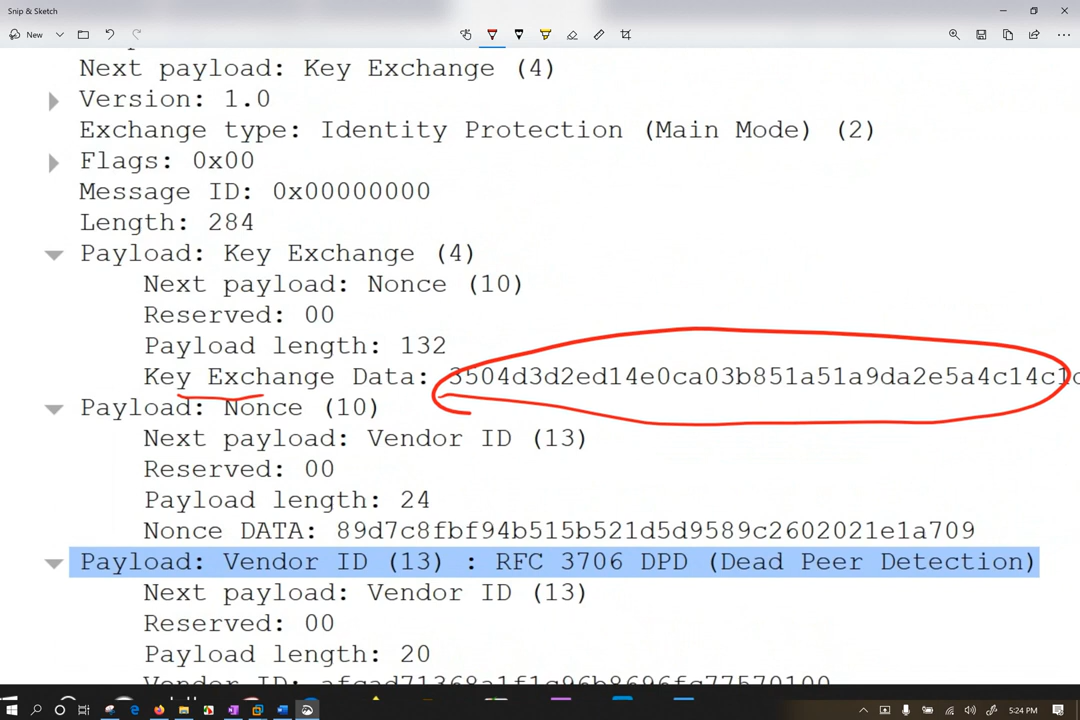 Snip & Sketch
New
Next payload: Key Exchange (4)
Version: 1.0
Exchange type: Identity Protection (Main Mode) (2)
Flags: 0x00
Message ID: 0x00000000
Length: 284
Payload: Key Exchange (4)
Next payload: Nonce (10)
Reserved: 00
Payload length: 132
Key Exchange Data: 3504d3d2ed14e0ca03b851a51a9da2e5a4c14c1c
Payload: Nonce (10)
Next payload: Vendor ID (13)
Reserved: 00
Payload length: 24
Nonce DATA: 89d7c8fbf94b515b521d5d9589c2602021e1a709
Payload: Vendor ID (13) : RFC 3706 DPD (Dead Peer Detection)
Next payload: Vendor ID (13)
Reserved: 00
Payload length: 20
Vendor ID: afcad71368a1f1c96b8696fc77570100
5:24 PM